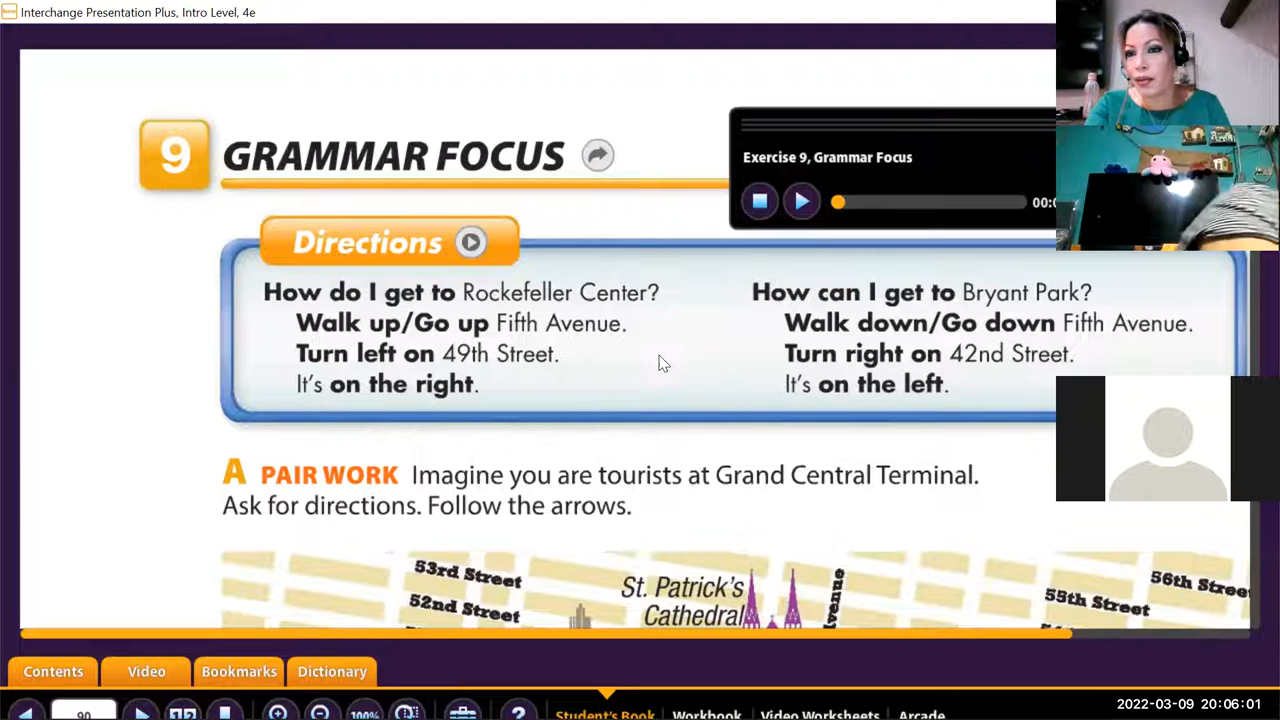 Interchange Presentation Plus, Intro Level, 4e
9 GRAMMAR FOCUS
Exercise 9, Grammar Focus
Directions
How do I get to Rockefeller Center?
Walk up/Go up Fifth Avenue.
Turn left on 49th Street.
It's on the right.
How can I get to Bryant Park?
Walk down/Go down Fifth Avenue.
Turn right on 42nd Street.
It's on the left.
A PAIR WORK Imagine you are tourists at Grand Central Terminal.
Ask for directions. Follow the arrows.
53rd Street
52nd Street
St. Patrick's
Cathedral
55th Street
Contents
Video
Bookmarks
Dictionary
90
100%
?
Student's Book
Workbook
Video Worksheets
Arcade
2022-03-09 20:06:01